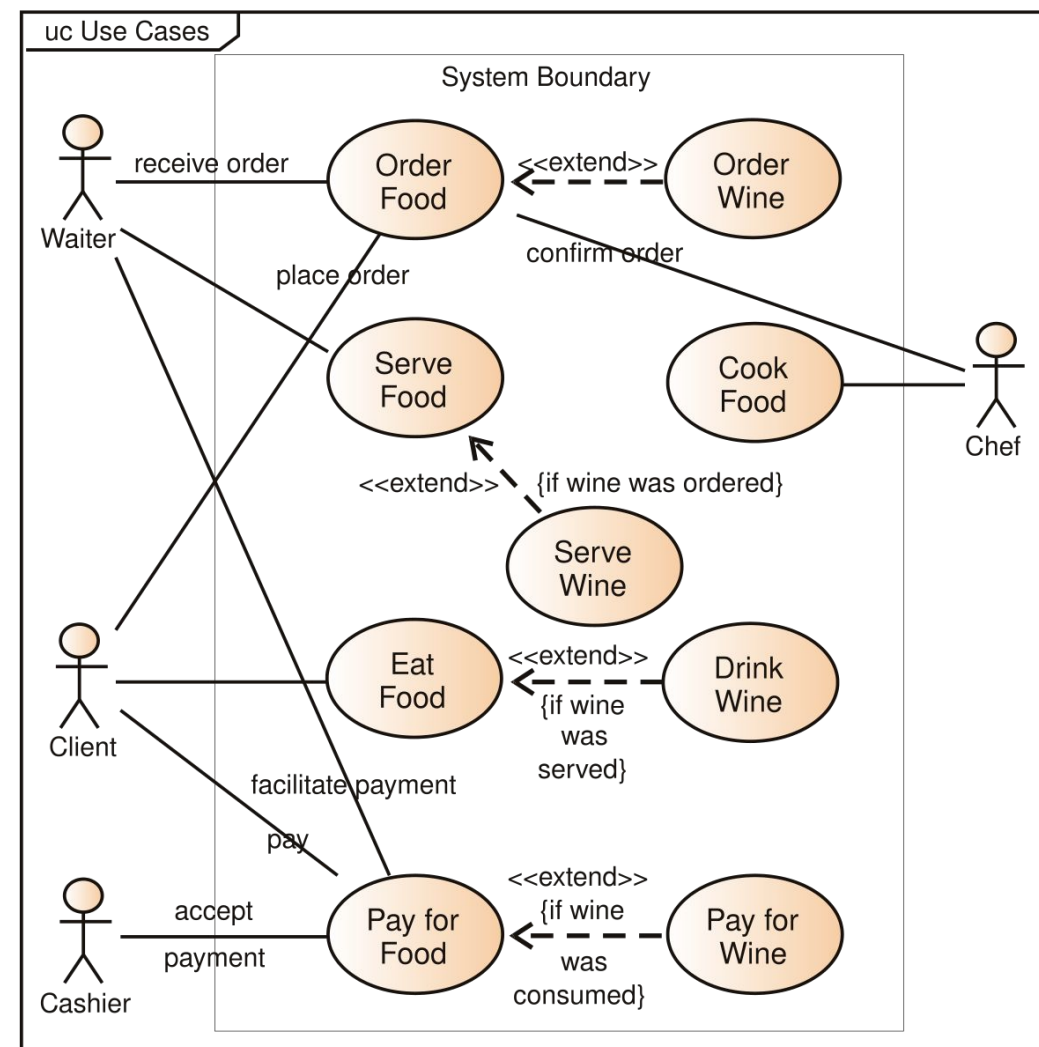 uc Use Cases
System Boundary
receive order
Order
Food
<<extend>>
Order
Wine
Waiter
confirm order
place order
Serve
Food
Cook
Food
Chef
<<extend>>
{if wine was ordered}
Serve
Wine
Eat
Food
<<extend>>
{if wine
was
served}
Drink
Wine
Client
facilitate payment
pay
accept
payment
Pay for
Food
<<extend>>
{if wine
was
consumed}
Pay for
Wine
Cashier